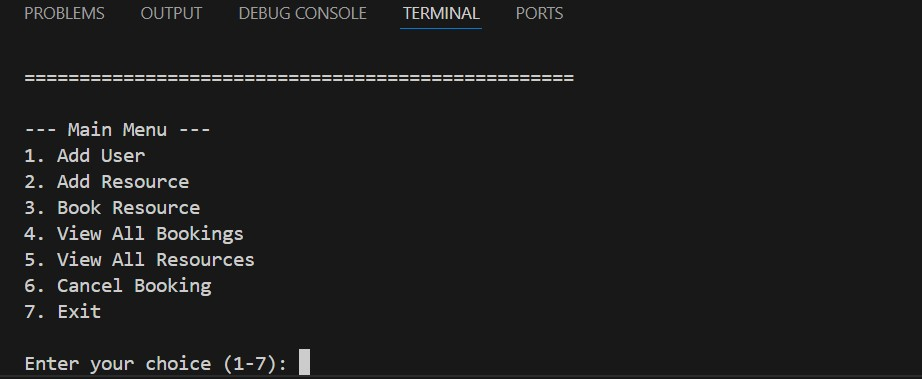 PROBLEMS OUTPUT DEBUG CONSOLE TERMINAL PORTS
==================================================
--- Main Menu ---
1. Add User
2. Add Resource
3. Book Resource
4. View All Bookings
5. View All Resources
6. Cancel Booking
7. Exit
Enter your choice (1-7):